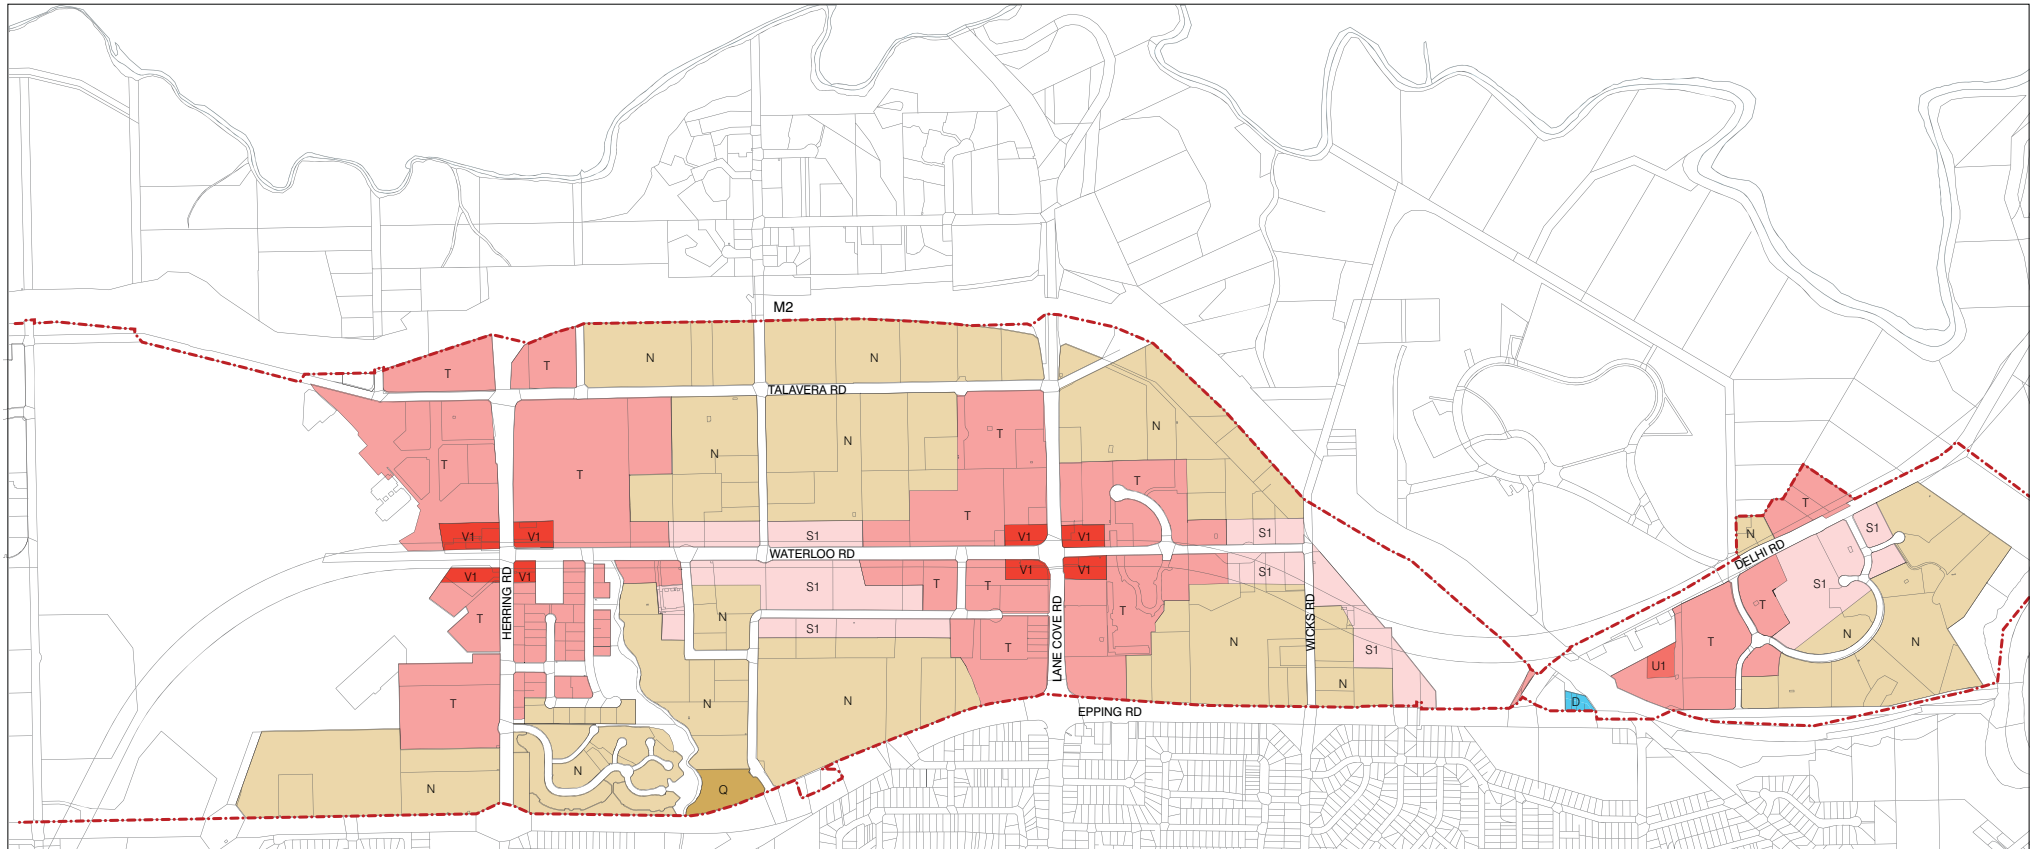 M2
T
T
N
N
TALAVERA RD
T
T
N
N
T
N
T
T
V1
V1
S1
V1
V1
S1
WATERLOO RD
V1
V1
S1
T
T
V1
V1
S1
HERRING RD
T
N
S1
T
LANE COVE RD
T
N
WICKS RD
S1
N
T
N
N
EPPING RD
N
N
Q
T
N
DELHI RD
S1
S1
T
T
N
N
U1
D